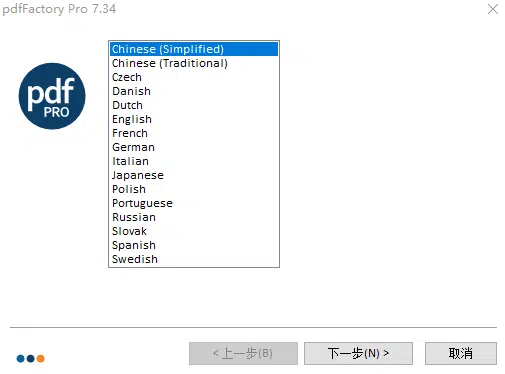 pdfFactory Pro 7.34
pdf
PRO
Chinese (Simplified)
Chinese (Traditional)
Czech
Danish
Dutch
English
French
German
Italian
Japanese
Polish
Portuguese
Russian
Slovak
Spanish
Swedish
< 上一步(B)
下一步(N) >
取消